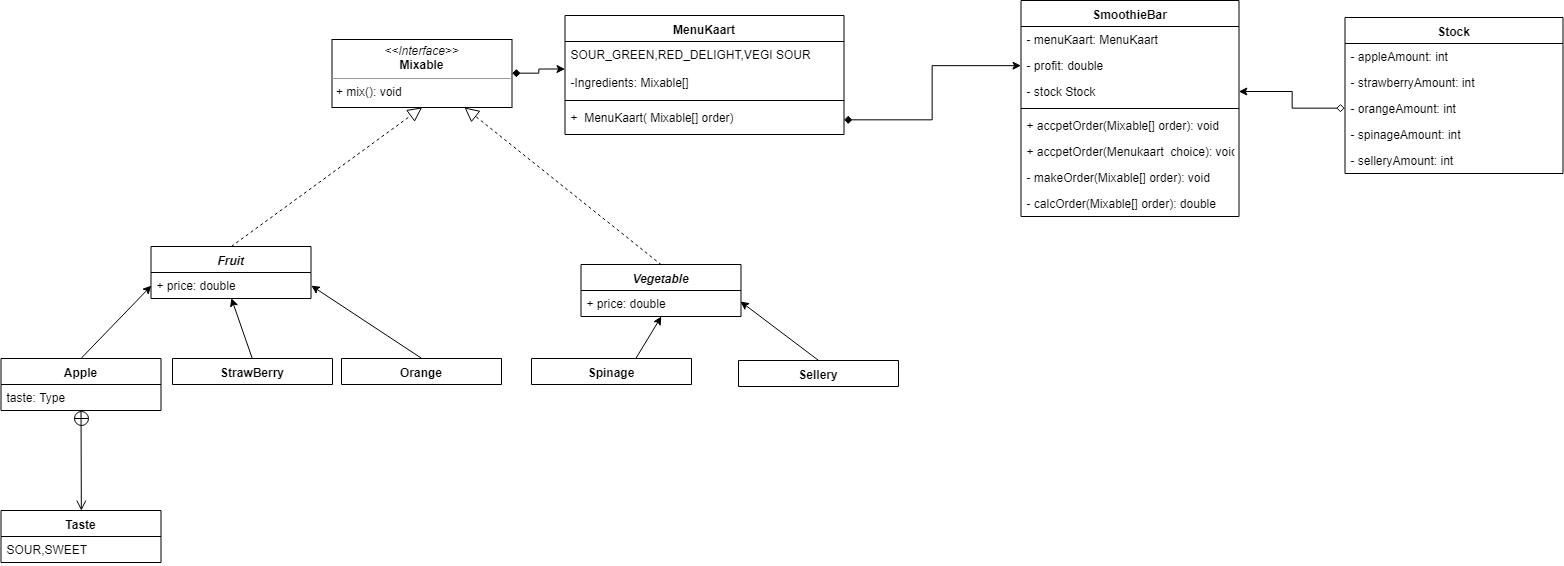 <<Interface>>
Mixable
+ mix(): void
MenuKaart
SOUR_GREEN,RED_DELIGHT,VEGI SOUR
-Ingredients: Mixable[]
+ MenuKaart( Mixable[] order)
SmoothieBar
- menuKaart: MenuKaart
- profit: double
- stock Stock
+ accpetOrder(Mixable[] order): void
+ accpetOrder(Menukaart choice): void
- makeOrder(Mixable[] order): void
- calcOrder(Mixable[] order): double
Stock
- appleAmount: int
- strawberryAmount: int
- orangeAmount: int
- spinageAmount: int
- selleryAmount: int
Fruit
+ price: double
Vegetable
+ price: double
Apple
taste: Type
StrawBerry
Orange
Spinage
Sellery
Taste
SOUR,SWEET